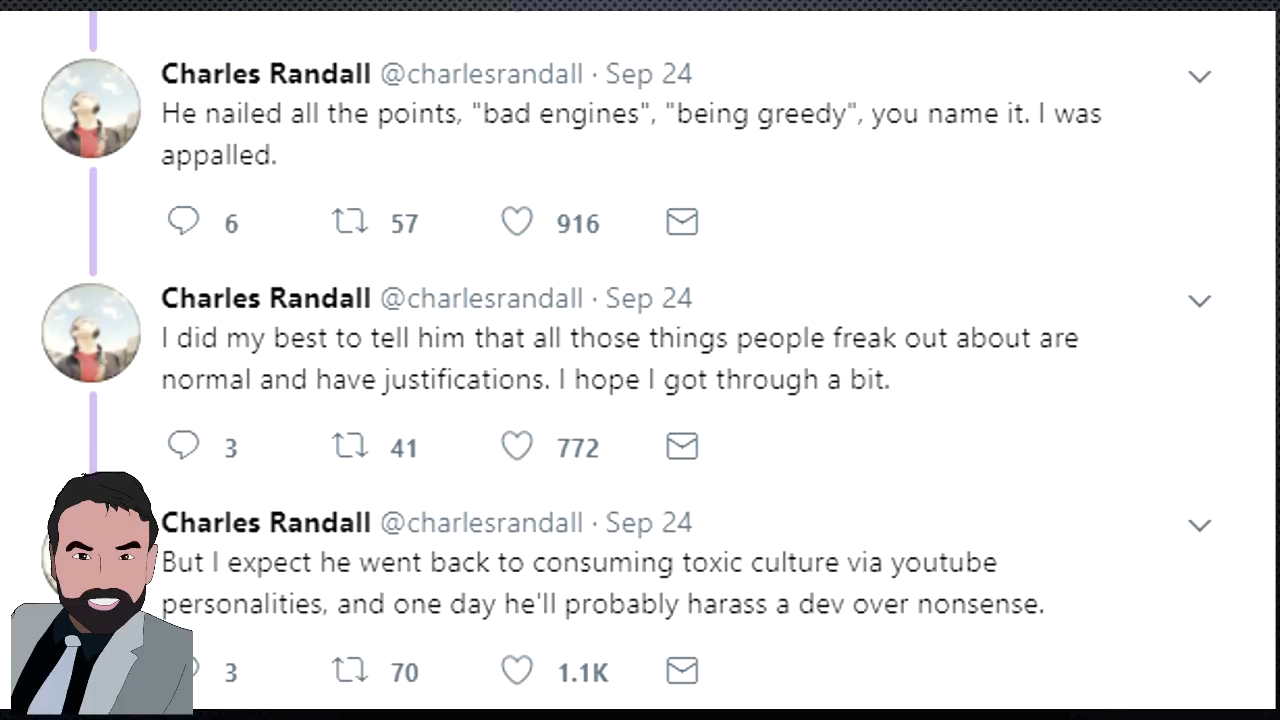 Charles Randall @charlesrandall · Sep 24
He nailed all the points, "bad engines", "being greedy", you name it. I was
appalled.
6 57 916
Charles Randall @charlesrandall · Sep 24
I did my best to tell him that all those things people freak out about are
normal and have justifications. I hope I got through a bit.
3 41 772
Charles Randall @charlesrandall · Sep 24
But I expect he went back to consuming toxic culture via youtube
personalities, and one day he'll probably harass a dev over nonsense.
3 70 1.1K